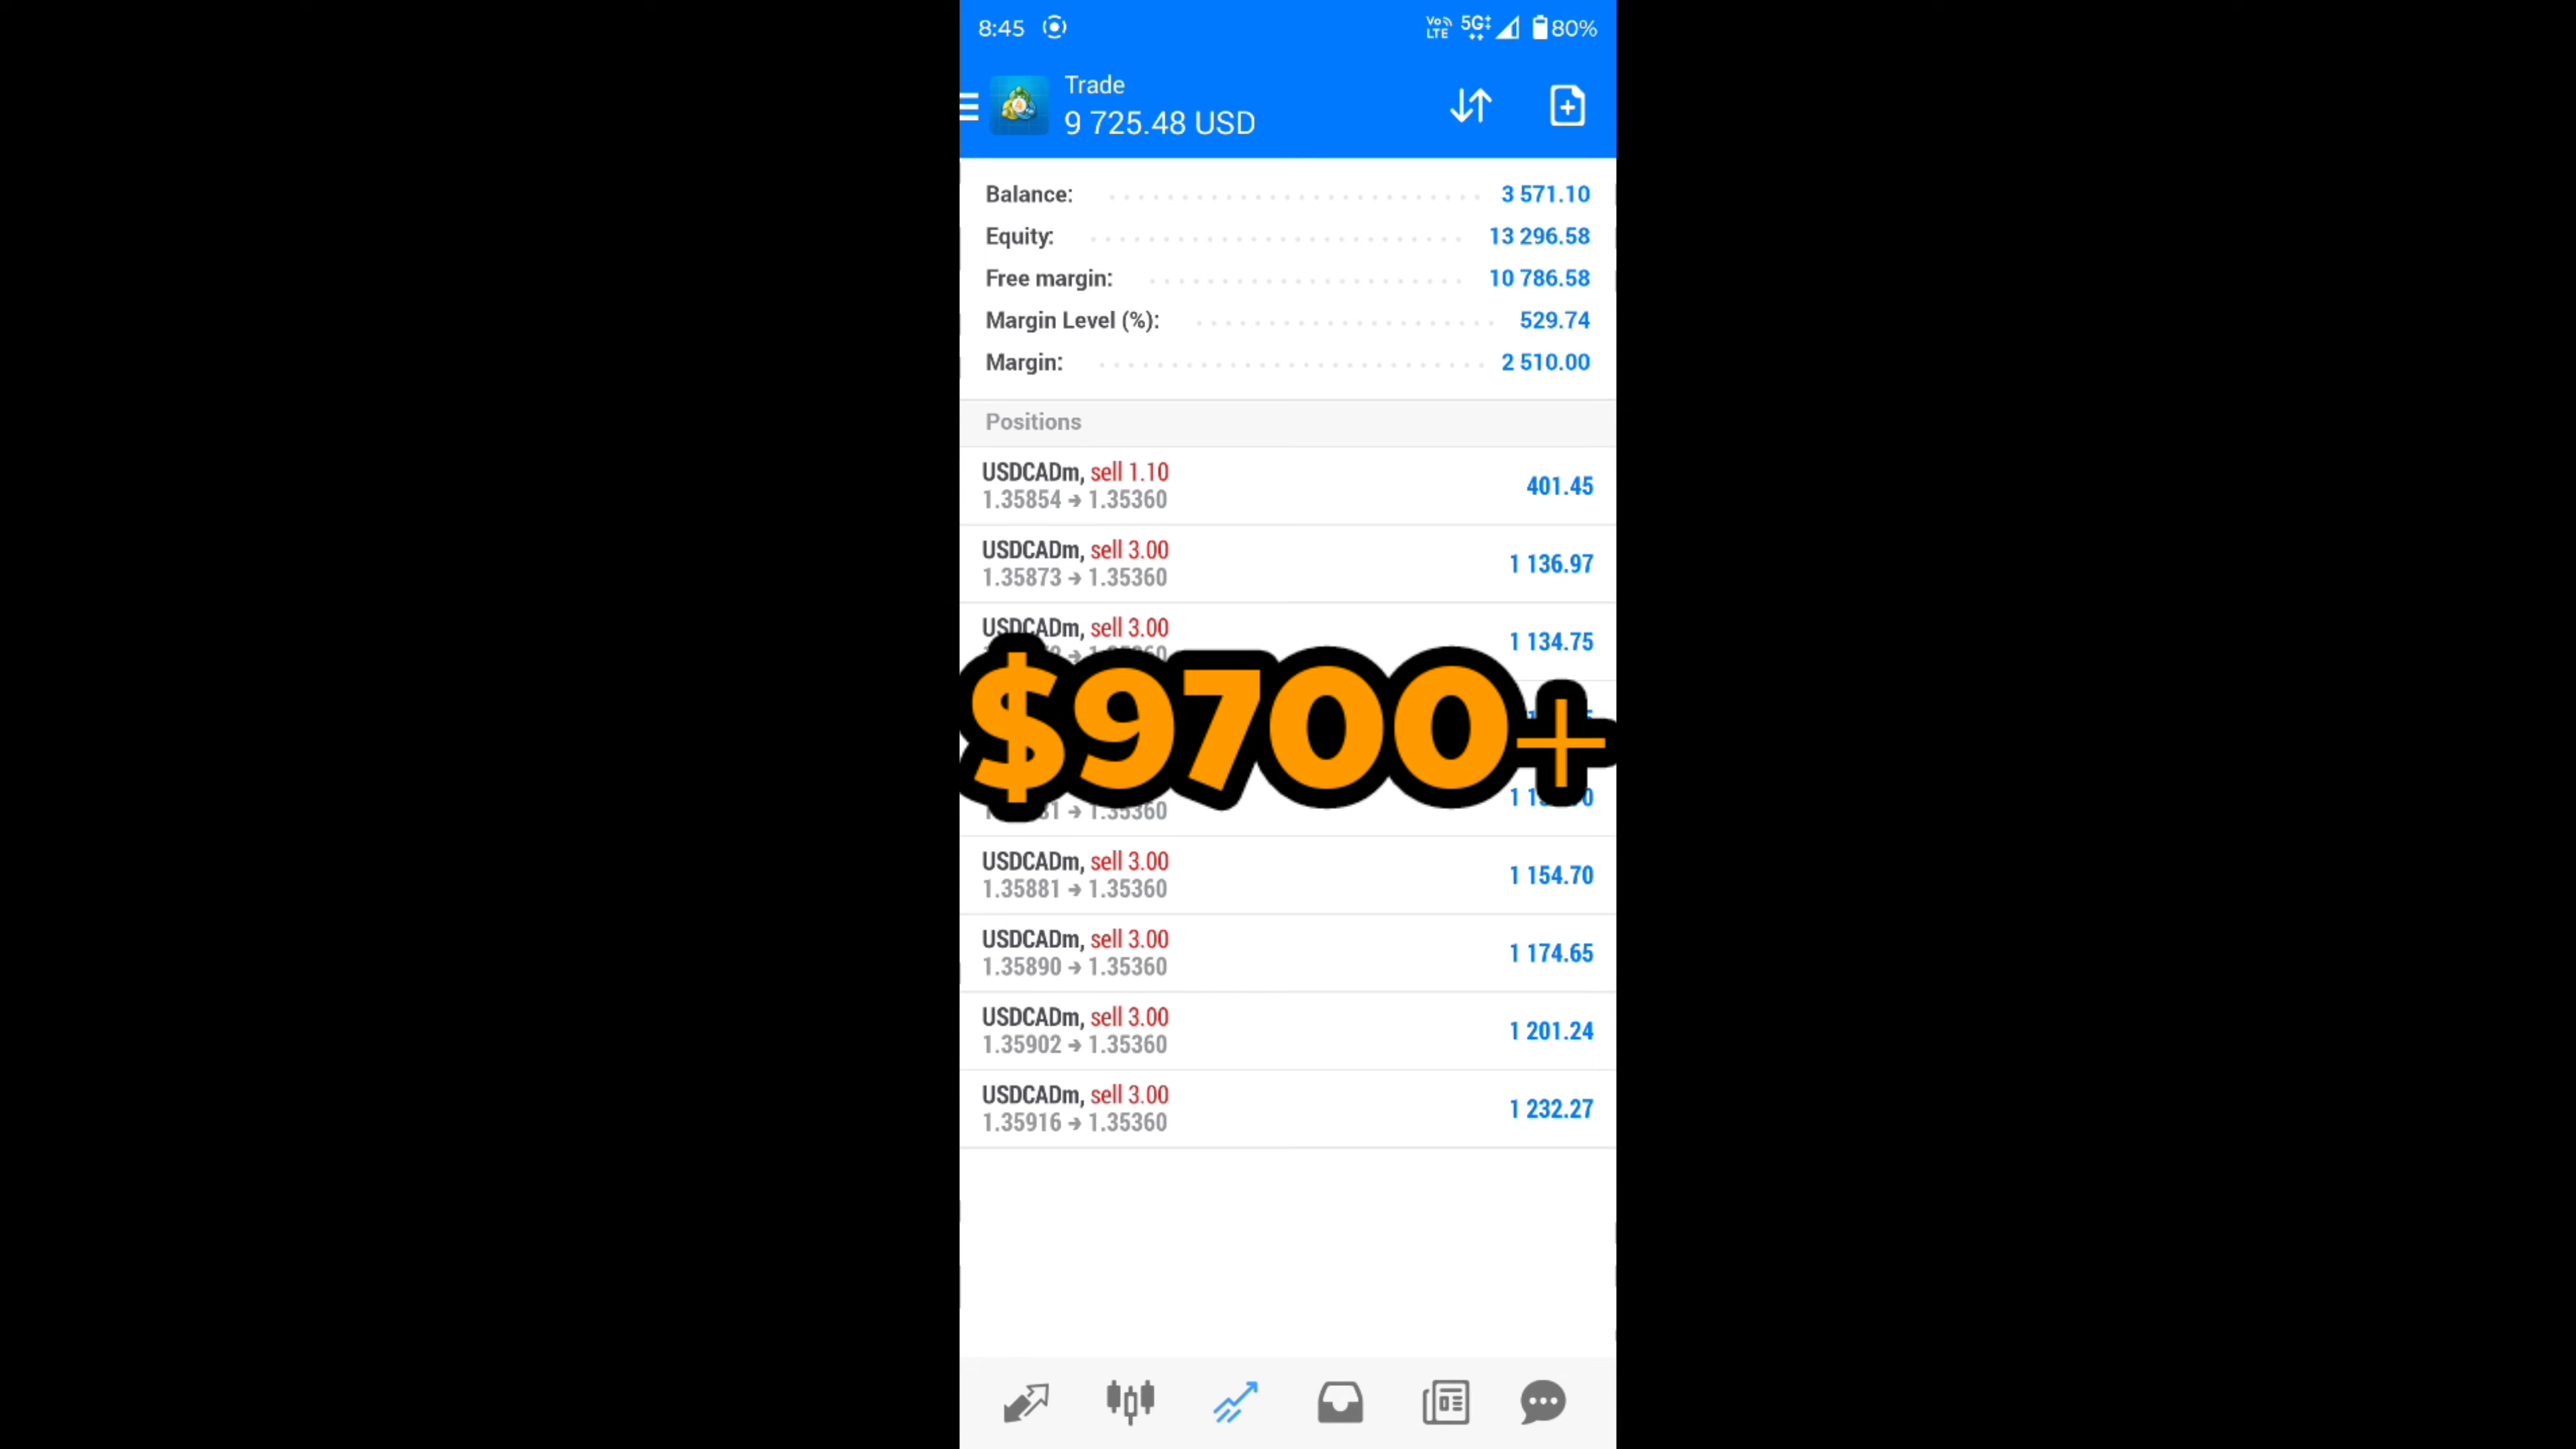 8:45 Vo LTE 5G 80%
Trade
9 725.48 USD
Balance: 3 571.10
Equity: 13 296.58
Free margin: 10 786.58
Margin Level (%): 529.74
Margin: 2 510.00
Positions
USDCADm, sell 1.10
401.45
1.35854 → 1.35360
USDCADm, sell 3.00
1 136.97
1.35873 → 1.35360
USDCADm, sell 3.00
1 134.75
$9700+
→ 1.35360
USDCADm, sell 3.00
1 154.70
1.35881 → 1.35360
USDCADm, sell 3.00
1 174.65
1.35890 → 1.35360
USDCADm, sell 3.00
1 201.24
1.35902 → 1.35360
USDCADm, sell 3.00
1 232.27
1.35916 → 1.35360